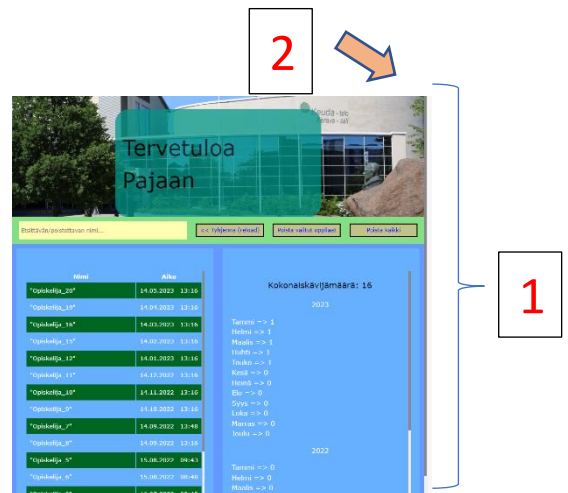 2
Keuda-talo
Kerava-sali
Tervetuloa
Pajaan
Etsittävän/poistettavan nimi...
<< Tyhjennä (reload)
Poista valitut oppilaat
Poista kaikki
Nimi Aika
"Opiskelija_20" 14.05.2023 13:16
"Opiskelija_19" 14.04.2023 13:16
"Opiskelija_16" 14.03.2023 13:16
"Opiskelija_15" 14.02.2023 13:16
"Opiskelija_12" 14.01.2023 13:16
"Opiskelija_11" 14.12.2022 13:16
"Opiskelija_10" 14.11.2022 13:16
"Opiskelija_9" 14.10.2022 13:16
"Opiskelija_7" 14.09.2022 13:48
"Opiskelija_8" 14.09.2022 13:16
"Opiskelija_5" 15.08.2022 09:43
"Opiskelija_6" 15.08.2022 08:46
Kokonaiskävijämäärä: 16
2023
Tammi => 1
Helmi => 1
Maalis => 1
Huhti => 1
Touko => 1
Kesä => 0
Heinä => 0
Elo => 0
Syys => 0
Loka => 0
Marras => 0
Joulu => 0
2022
Tammi => 0
Helmi => 0
Maalis => 0
1